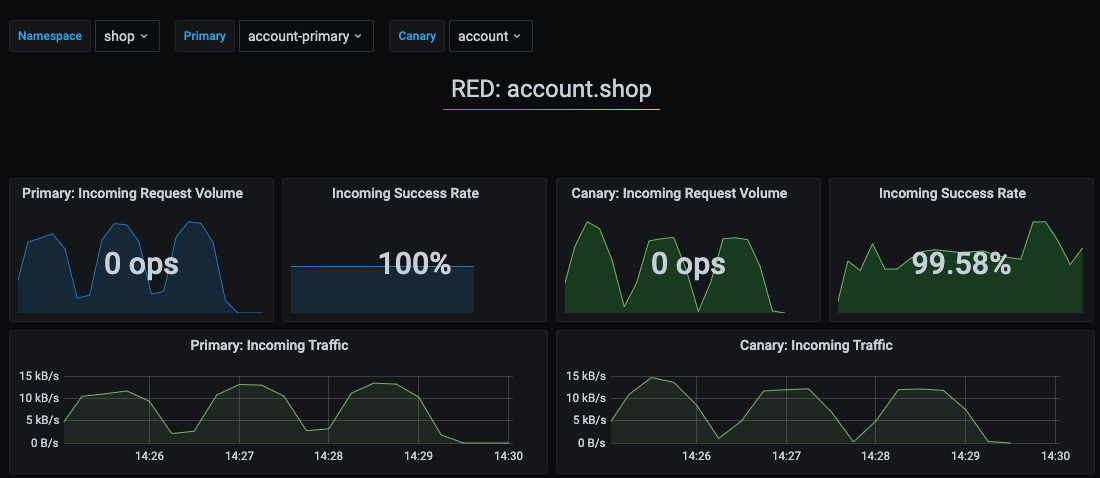 Namespace shop Primary account-primary Canary account
RED: account.shop
Primary: Incoming Request Volume
0 ops
Incoming Success Rate
100%
Canary: Incoming Request Volume
0 ops
Incoming Success Rate
99.58%
Primary: Incoming Traffic
15 kB/s
10 kB/s
5 kB/s
0 B/s
14:26 14:27 14:28 14:29 14:30
Canary: Incoming Traffic
15 kB/s
10 kB/s
5 kB/s
0 B/s
14:26 14:27 14:28 14:29 14:30